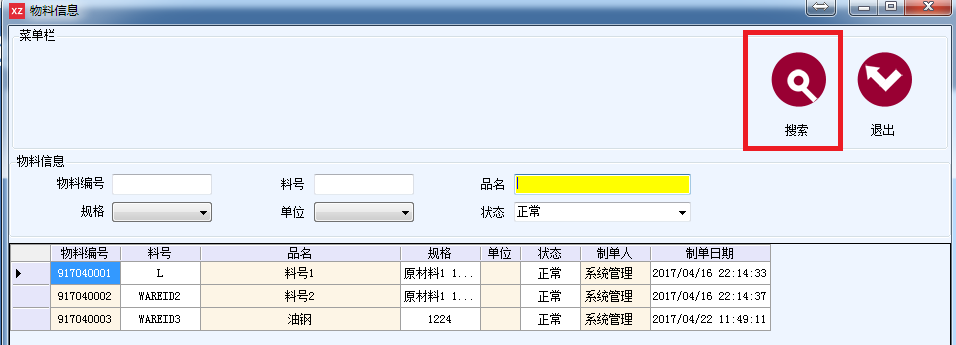 XZ 物料信息
菜单栏
搜索 退出
物料信息
物料编号 料号 品名
规格 单位 状态 正常
物料编号 料号 品名 规格 单位 状态 制单人 制单日期
917040001 L 料号1 原材料1 1... 正常 系统管理 2017/04/16 22:14:33
917040002 WAREID2 料号2 原材料1 1... 正常 系统管理 2017/04/16 22:14:37
917040003 WAREID3 油钢 1224 正常 系统管理 2017/04/22 11:49:11